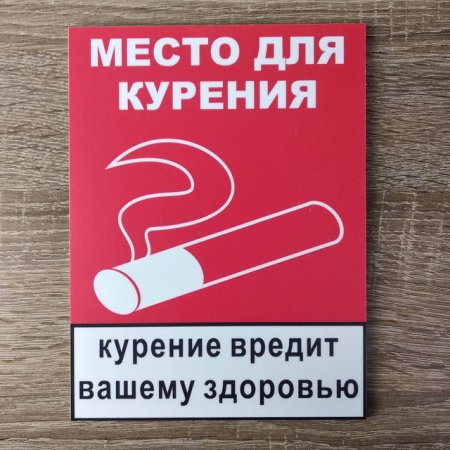 МЕСТО ДЛЯ
КУРЕНИЯ
курение вредит
вашему здоровью